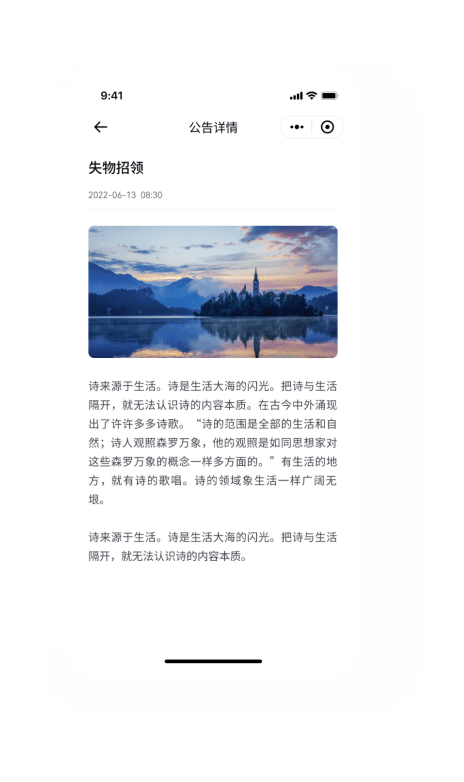 9:41
公告详情
失物招领
2022-06-13 08:30
诗来源于生活。诗是生活大海的闪光。把诗与生活
隔开，就无法认识诗的内容本质。在古今中外涌现
出了许许多多诗歌。“诗的范围是全部的生活和自
然；诗人观照森罗万象，他的观照是如同思想家对
这些森罗万象的概念一样多方面的。”有生活的地
方，就有诗的歌唱。诗的领域象生活一样广阔无
垠。
诗来源于生活。诗是生活大海的闪光。把诗与生活
隔开，就无法认识诗的内容本质。